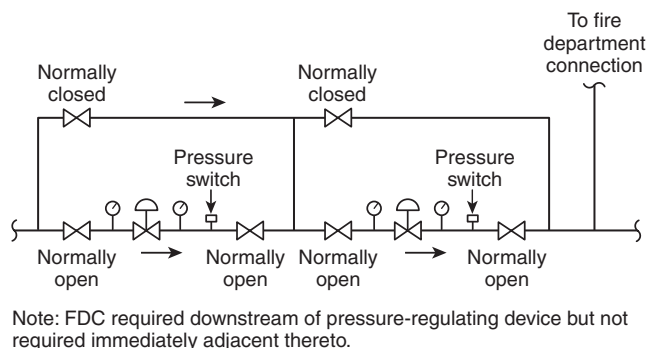 To fire
department
connection
Normally
closed
Normally
closed
Pressure
switch
Pressure
switch
Normally
open
Normally
open
Normally
open
Normally
open
Note: FDC required downstream of pressure-regulating device but not
required immediately adjacent thereto.